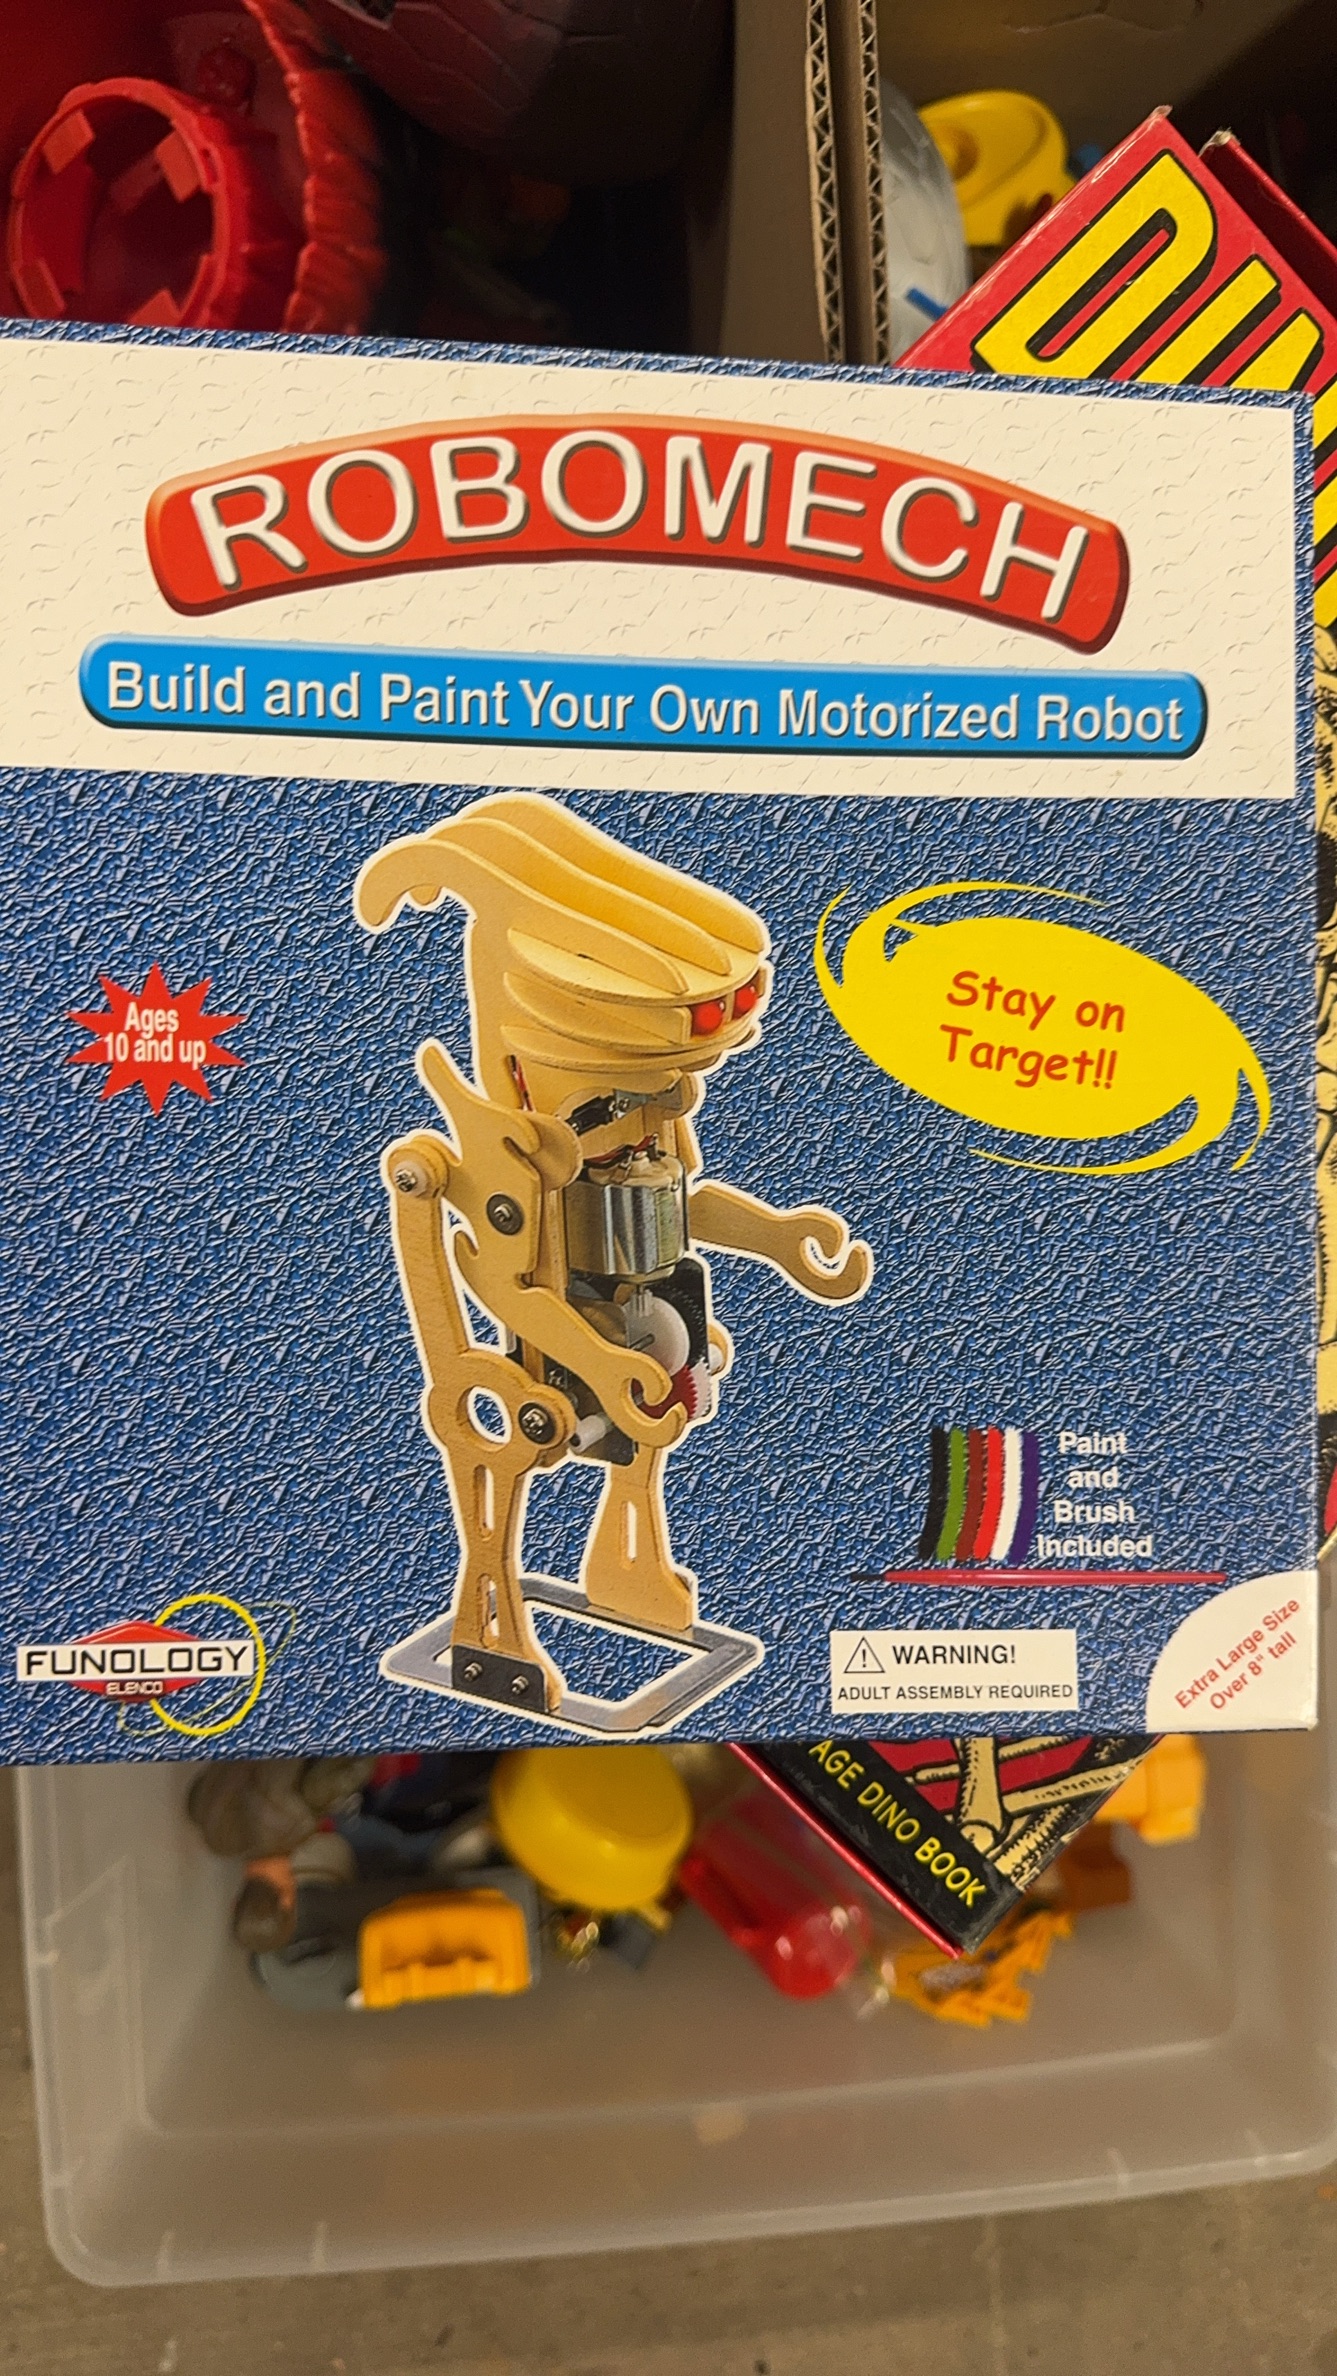 ROBOMECH
Build and Paint Your Own Motorized Robot
Ages
10 and up
Stay on
Target!!
Paint
and
Brush
Included
FUNOLOGY
ELENCO
WARNING!
ADULT ASSEMBLY REQUIRED
Extra Large Size
Over 8" tall
AGE DINO BOOK